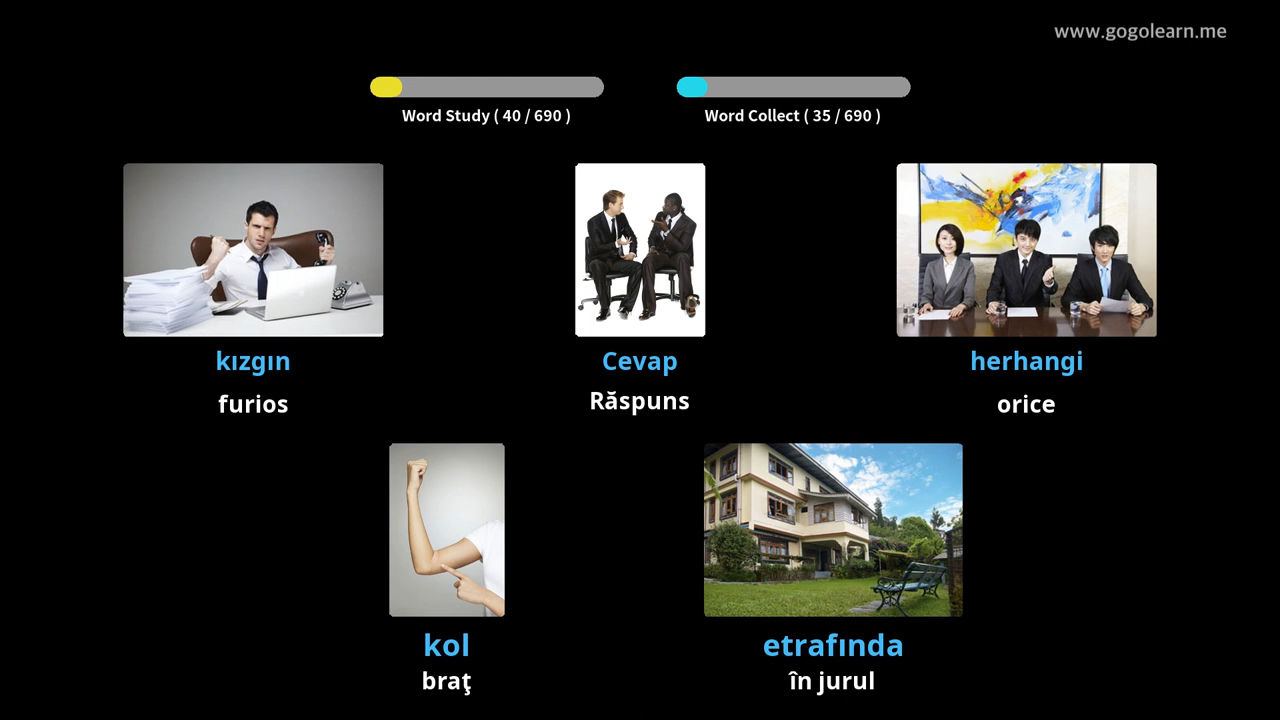 www.gogolearn.me
Word Study ( 40 / 690 )
Word Collect ( 35 / 690 )
kızgın
furios
Cevap
Răspuns
herhangi
orice
kol
braţ
etrafında
în jurul